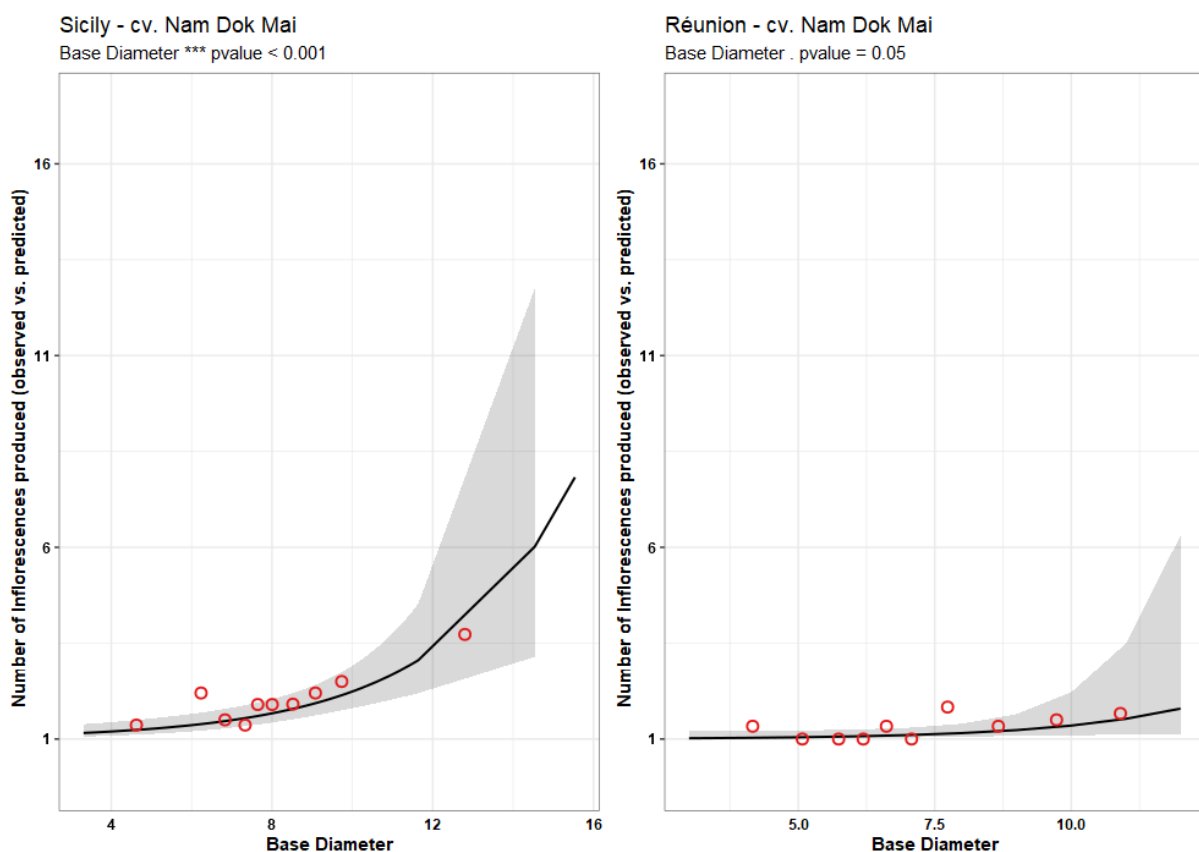 Sicily - cv. Nam Dok Mai
Base Diameter *** pvalue < 0.001
Number of Inflorescences produced (observed vs. predicted)
16
11
6
1
4
8
12
16
Base Diameter
Réunion - cv. Nam Dok Mai
Base Diameter . pvalue = 0.05
Number of Inflorescences produced (observed vs. predicted)
16
11
6
1
5.0
7.5
10.0
Base Diameter